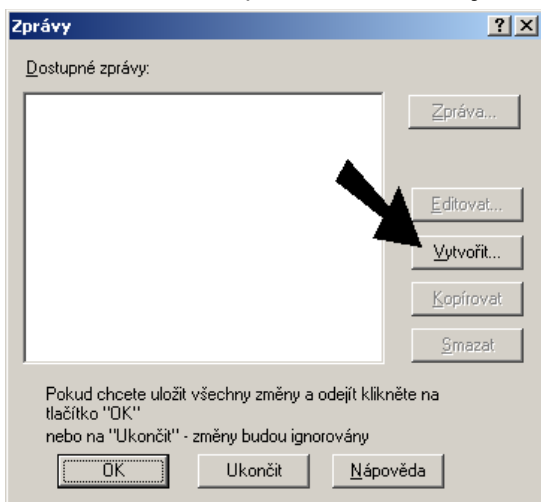 Zprávy
Dostupné zprávy:
Zpráva...
Editovat...
Vytvořit...
Kopírovat
Smazat
Pokud chcete uložit všechny změny a odejít klikněte na
tlačítko "OK"
nebo na "Ukončit" - změny budou ignorovány
OK
Ukončit
Nápověda